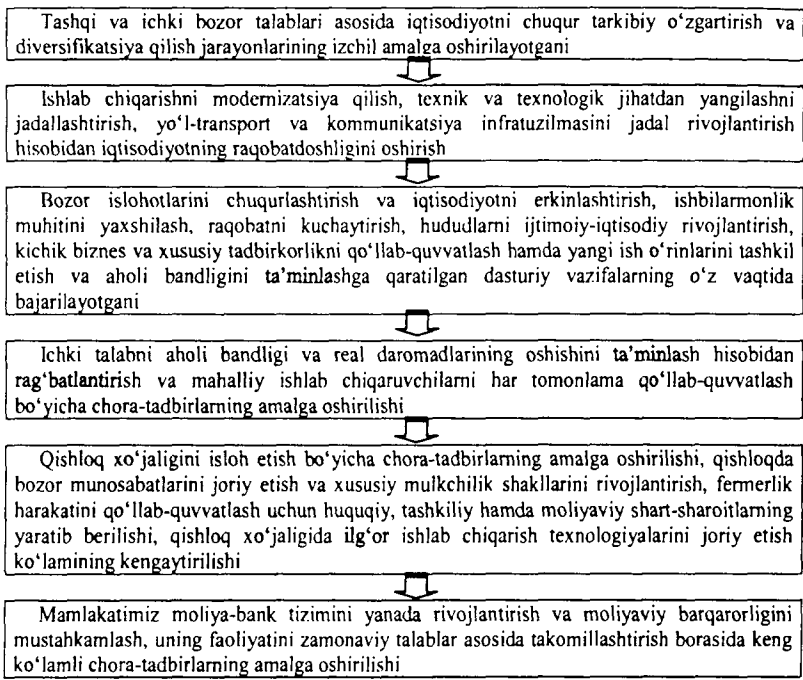 Tashqi va ichki bozor talablari asosida iqtisodiyotni chuqur tarkibiy o‘zgartirish va
diversifikatsiya qilish jarayonlarining izchil amalga oshirilayotgani
Ishlab chiqarishni modernizatsiya qilish, texnik va texnologik jihatdan yangilashni
jadallashtirish, yo‘l-transport va kommunikatsiya infratuzilmasini jadal rivojlantirish
hisobidan iqtisodiyotning raqobatdoshligini oshirish
Bozor islohotlarini chuqurlashtirish va iqtisodiyotni erkinlashtirish, ishbilarmonlik
muhitini yaxshilash, raqobatni kuchaytirish, hududlarni ijtimoiy-iqtisodiy rivojlantirish,
kichik biznes va xususiy tadbirkorlikni qo‘llab-quvvatlash hamda yangi ish o‘rinlarini tashkil
etish va aholi bandligini ta’minlashga qaratilgan dasturiy vazifalarning o‘z vaqtida
bajarilayotgani
Ichki talabni aholi bandligi va real daromadlarining oshishini ta’minlash hisobidan
rag‘batlantirish va mahalliy ishlab chiqaruvchilarni har tomonlama qo‘llab-quvvatlash
bo‘yicha chora-tadbirlarning amalga oshirilishi
Qishloq xo‘jaligini isloh etish bo‘yicha chora-tadbirlarning amalga oshirilishi, qishloqda
bozor munosabatlarini joriy etish va xususiy mulkchilik shakllarini rivojlantirish, fermerlik
harakatini qo‘llab-quvvatlash uchun huquqiy, tashkiliy hamda moliyaviy shart-sharoitlarning
yaratib berilishi, qishloq xo‘jaligida ilg‘or ishlab chiqarish texnologiyalarini joriy etish
ko‘lamining kengaytirilishi
Mamlakatimiz moliya-bank tizimini yanada rivojlantirish va moliyaviy barqarorligini
mustahkamlash, uning faoliyatini zamonaviy talablar asosida takomillashtirish borasida keng
ko‘lamli chora-tadbirlarning amalga oshirilishi